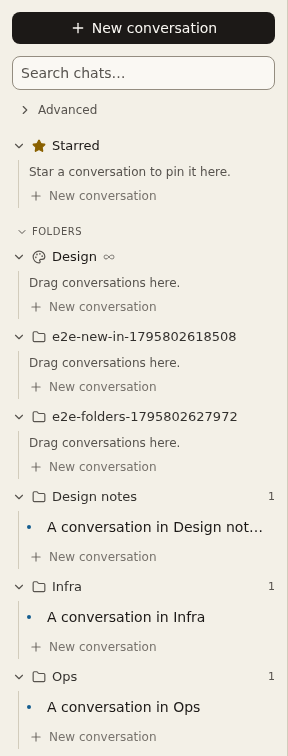 + New conversation
Search chats…
Advanced
Starred
Star a conversation to pin it here.
+ New conversation
FOLDERS
Design ∞
Drag conversations here.
+ New conversation
e2e-new-in-1795802618508
Drag conversations here.
+ New conversation
e2e-folders-1795802627972
Drag conversations here.
+ New conversation
Design notes 1
A conversation in Design not…
+ New conversation
Infra 1
A conversation in Infra
+ New conversation
Ops 1
A conversation in Ops
+ New conversation